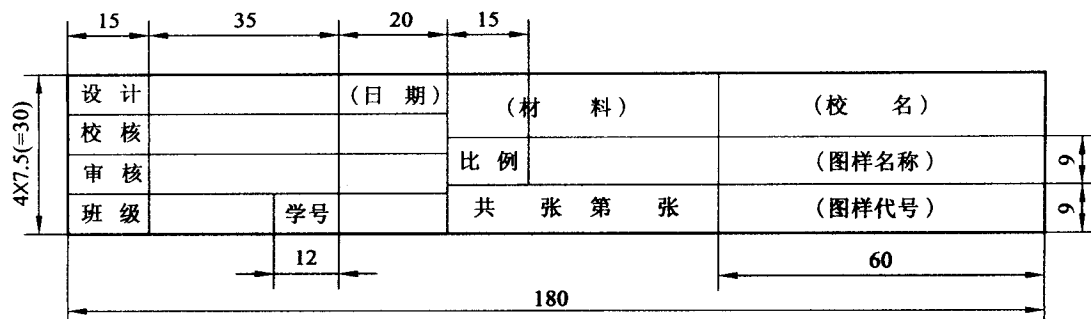 15 35 20 15
4X7.5(=30)
设 计 (日 期) (材 料) (校 名)
校 核
比 例 (图样名称) 9
审 核
班 级 学号 共 张 第 张 (图样代号) 9
12 60
180